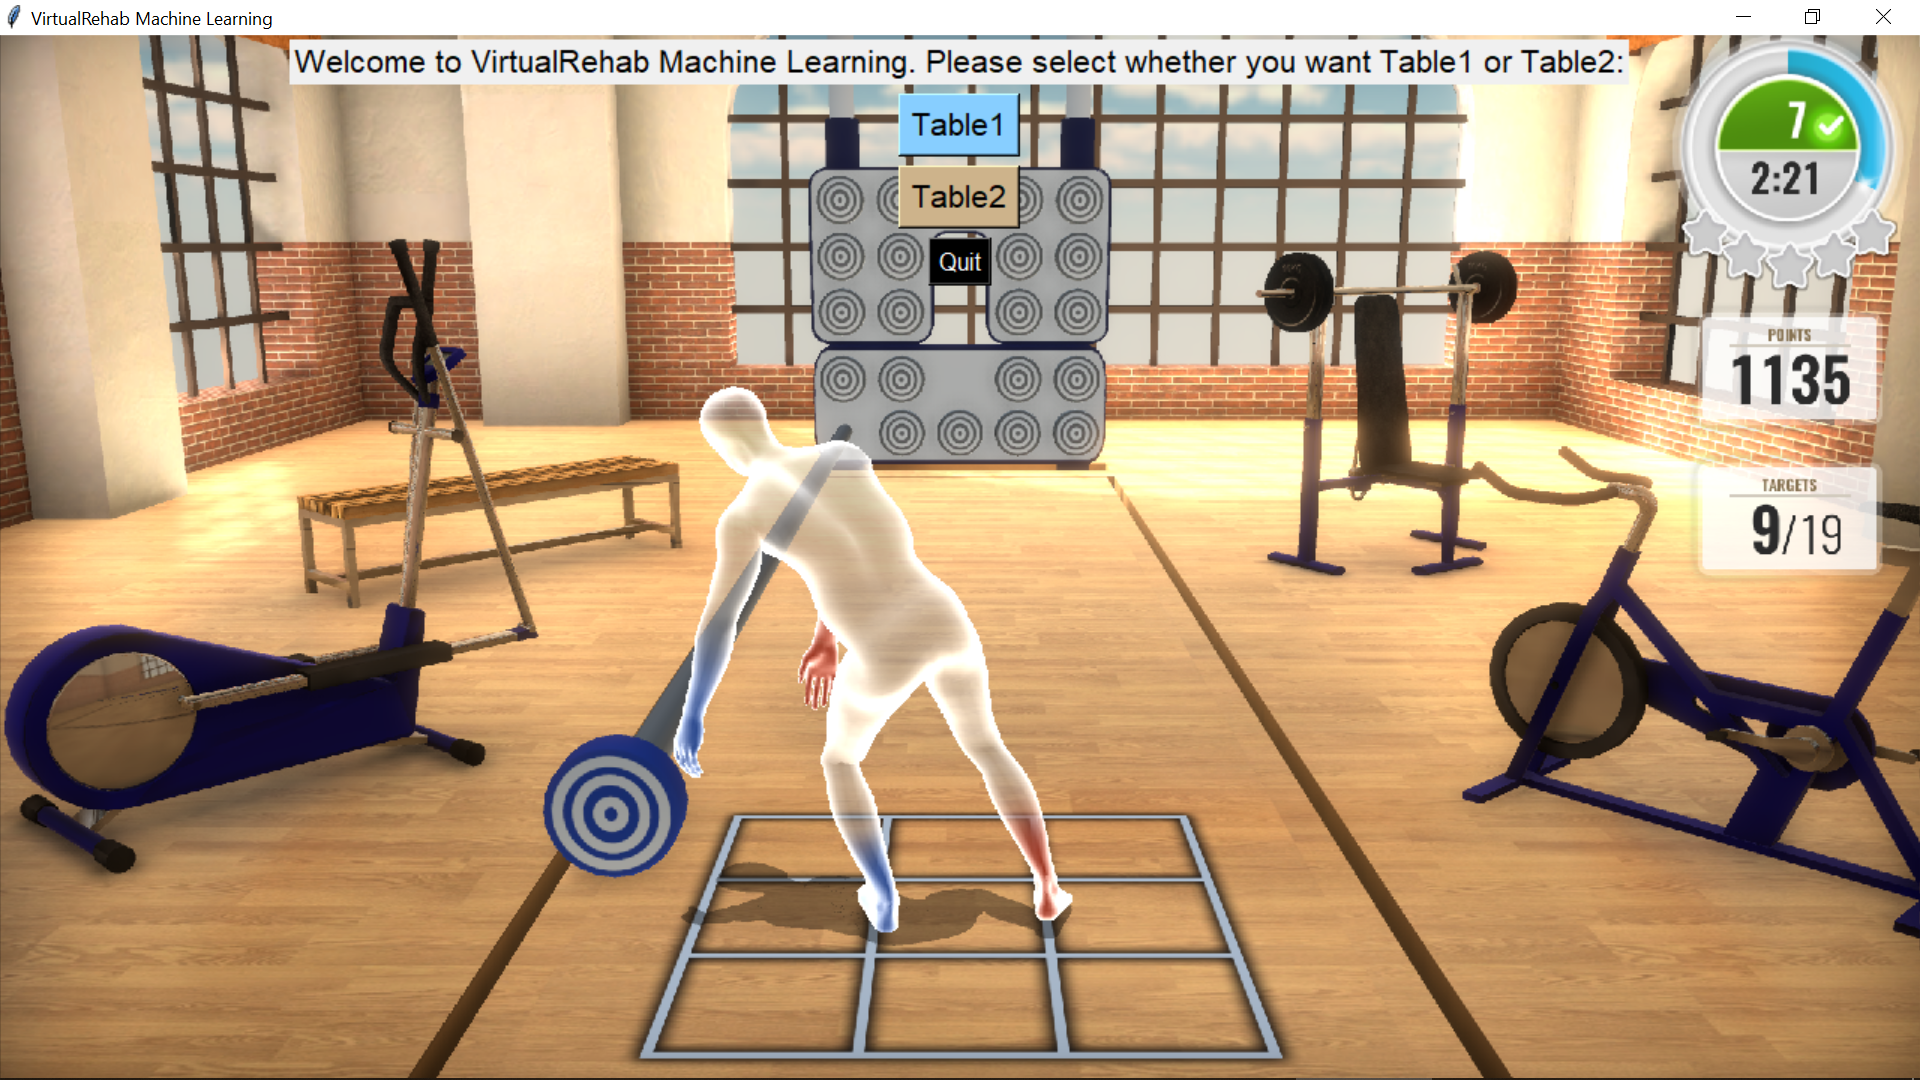 VirtualRehab Machine Learning
Welcome to VirtualRehab Machine Learning. Please select whether you want Table1 or Table2:
Table1
Table2
Quit
7
2:21
POINTS
1135
TARGETS
9/19